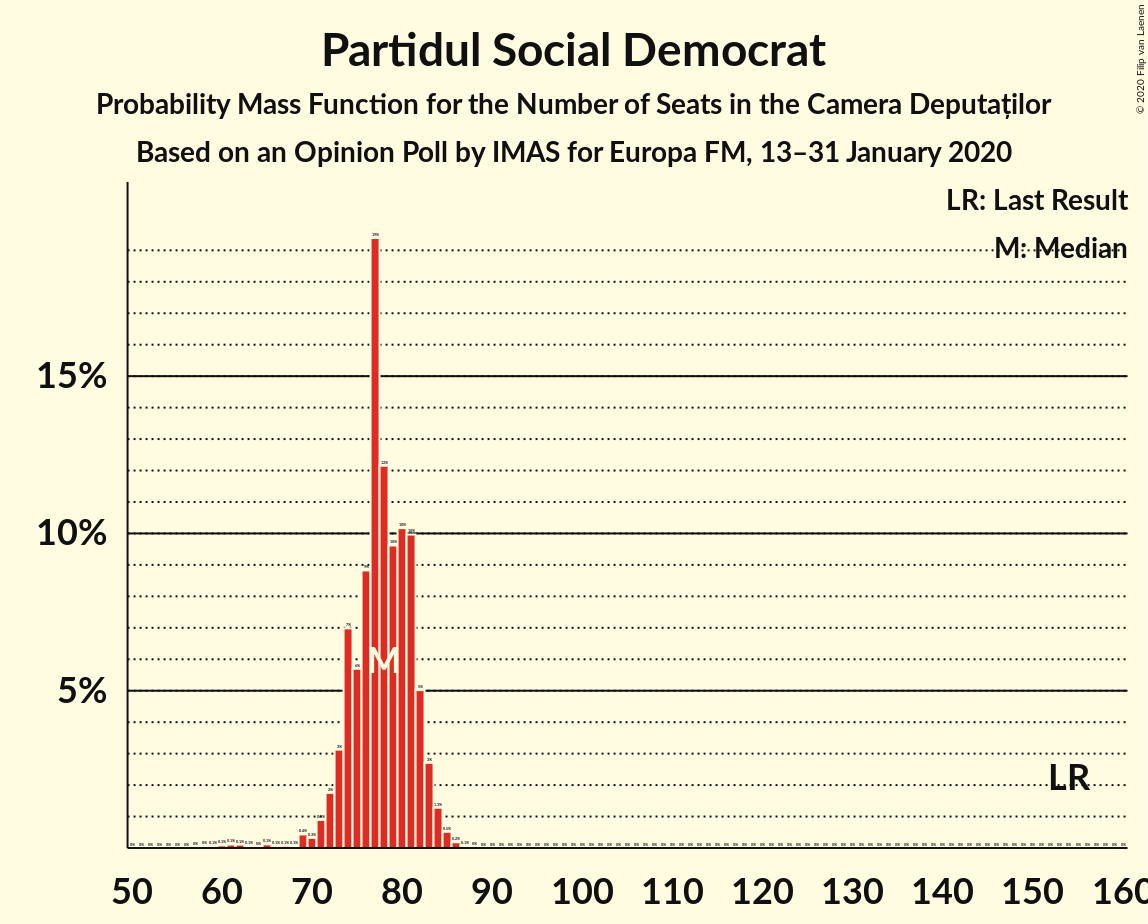 Partidul Social Democrat
Probability Mass Function for the Number of Seats in the Camera Deputaților
Based on an Opinion Poll by IMAS for Europa FM, 13–31 January 2020
© 2020 Filip van Laenen
LR: Last Result
M: Median
15%
10%
5%
M
LR
50 60 70 80 90 100 110 120 130 140 150 160